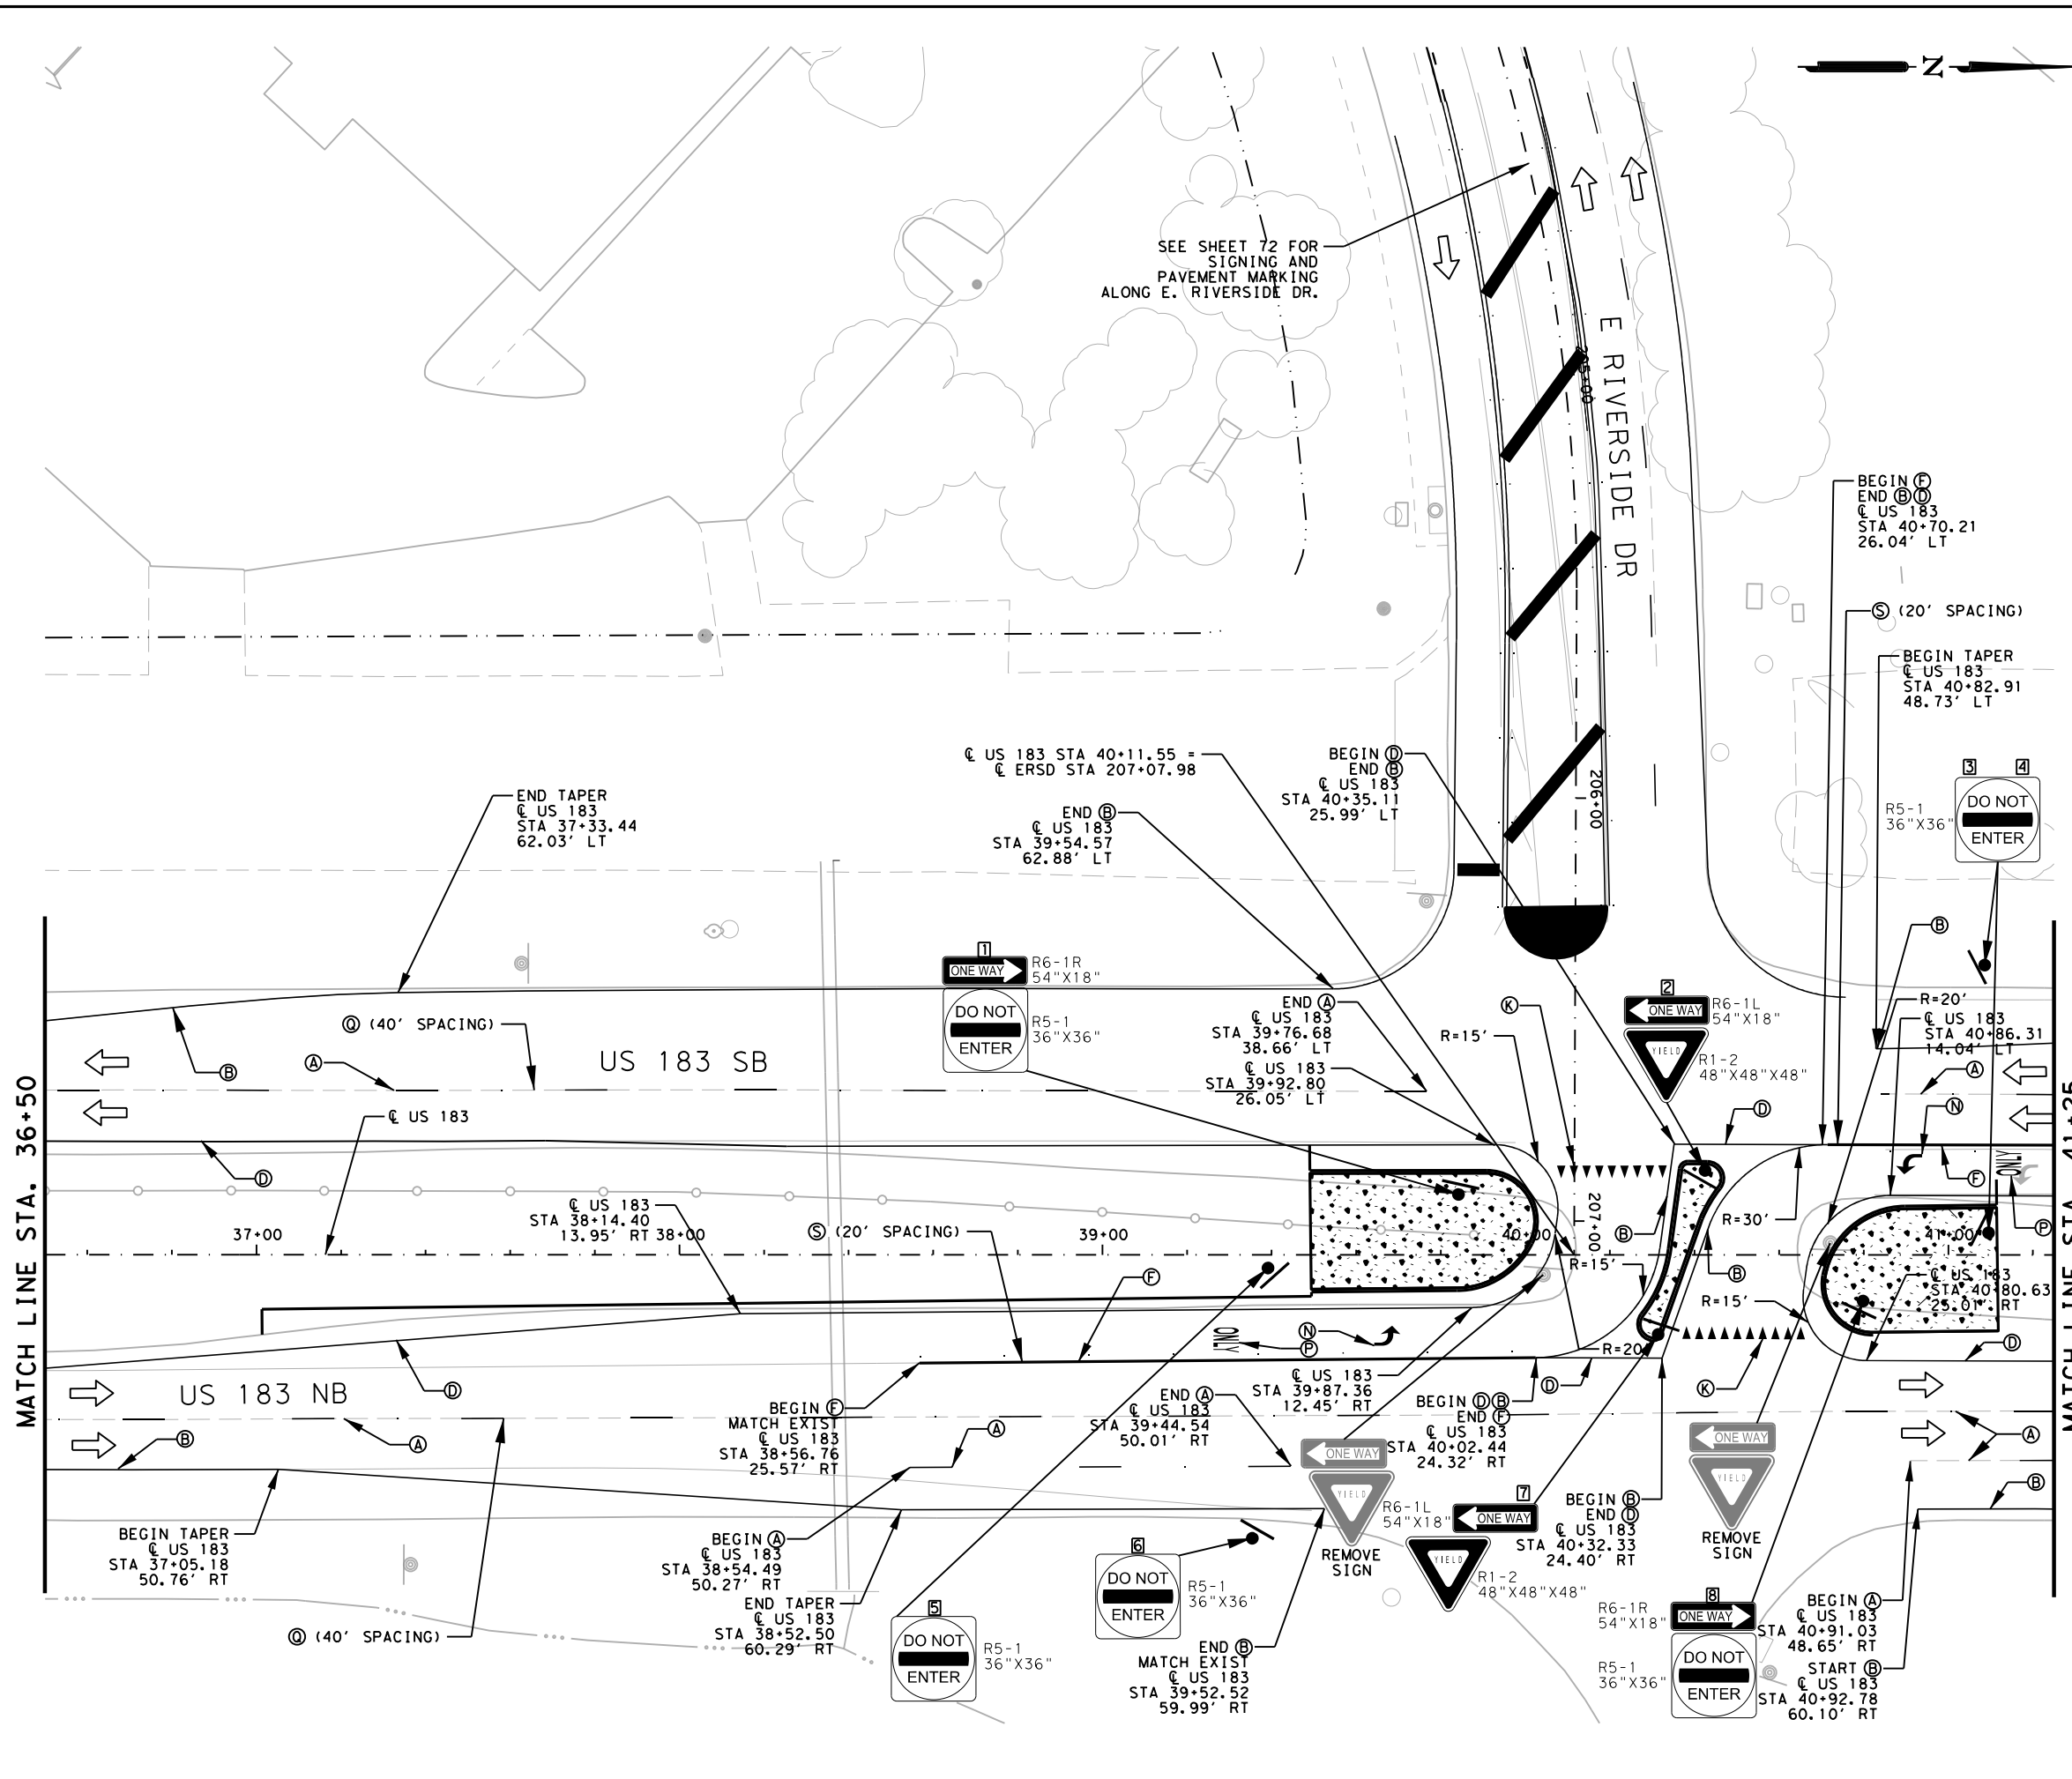 N
SEE SHEET 72 FOR
SIGNING AND
PAVEMENT MARKING
ALONG E. RIVERSIDE DR.
E RIVERSIDE DR
205+00
206+00
207+00
BEGIN Ⓕ
END Ⓑ Ⓓ
℄ US 183
STA 40+70.21
26.04' LT
Ⓢ (20' SPACING)
BEGIN TAPER
℄ US 183
STA 40+82.91
48.73' LT
3 4
R5-1
36"X36"
DO NOT
ENTER
℄ US 183 STA 40+11.55 =
℄ ERSD STA 207+07.98
BEGIN Ⓓ
END Ⓑ
℄ US 183
STA 40+35.11
25.99' LT
END Ⓑ
℄ US 183
STA 39+54.57
62.88' LT
END TAPER
℄ US 183
STA 37+33.44
62.03' LT
1
ONE WAY
R6-1R
54"X18"
DO NOT
ENTER
R5-1
36"X36"
2
ONE WAY
R6-1L
54"X18"
YIELD
R1-2
48"X48"X48"
END Ⓐ
℄ US 183
STA 39+76.68
38.66' LT
℄ US 183
STA 39+92.80
26.05' LT
R=15'
Ⓚ
Ⓑ
R=20'
℄ US 183
STA 40+86.31
14.04' LT
Ⓐ
Ⓝ
Ⓓ
Ⓕ
ONLY
Ⓟ
Ⓠ (40' SPACING)
Ⓐ
Ⓑ
US 183 SB
℄ US 183
Ⓓ
MATCH LINE STA. 36+50
MATCH LINE STA. 41+25
37+00
38+00
39+00
40+00
41+00
℄ US 183
STA 38+14.40
13.95' RT
Ⓢ (20' SPACING)
Ⓕ
Ⓑ
R=30'
R=15'
Ⓑ
R=15'
℄ US 183
STA 40+80.63
25.01' RT
Ⓓ
R=20'
ONLY
Ⓝ
Ⓟ
Ⓓ
US 183 NB
Ⓐ
Ⓑ
BEGIN Ⓕ
MATCH EXIST
℄ US 183
STA 38+56.76
25.57' RT
Ⓐ
END Ⓐ
℄ US 183
STA 39+44.54
50.01' RT
℄ US 183
STA 39+87.36
12.45' RT
BEGIN Ⓓ Ⓑ
END Ⓕ
℄ US 183
STA 40+02.44
24.32' RT
Ⓓ
Ⓚ
Ⓐ
Ⓑ
ONE WAY
YIELD
R6-1L
54"X18"
REMOVE
SIGN
7
ONE WAY
YIELD
R1-2
48"X48"X48"
BEGIN Ⓑ
END Ⓓ
℄ US 183
STA 40+32.33
24.40' RT
ONE WAY
YIELD
REMOVE
SIGN
BEGIN TAPER
℄ US 183
STA 37+05.18
50.76' RT
Ⓠ (40' SPACING)
BEGIN Ⓐ
℄ US 183
STA 38+54.49
50.27' RT
END TAPER
℄ US 183
STA 38+52.50
60.29' RT
5
DO NOT
ENTER
R5-1
36"X36"
6
DO NOT
ENTER
R5-1
36"X36"
END Ⓑ
MATCH EXIST
℄ US 183
STA 39+52.52
59.99' RT
8
R6-1R
54"X18"
ONE WAY
R5-1
36"X36"
DO NOT
ENTER
BEGIN Ⓐ
℄ US 183
STA 40+91.03
48.65' RT
START Ⓑ
℄ US 183
STA 40+92.78
60.10' RT